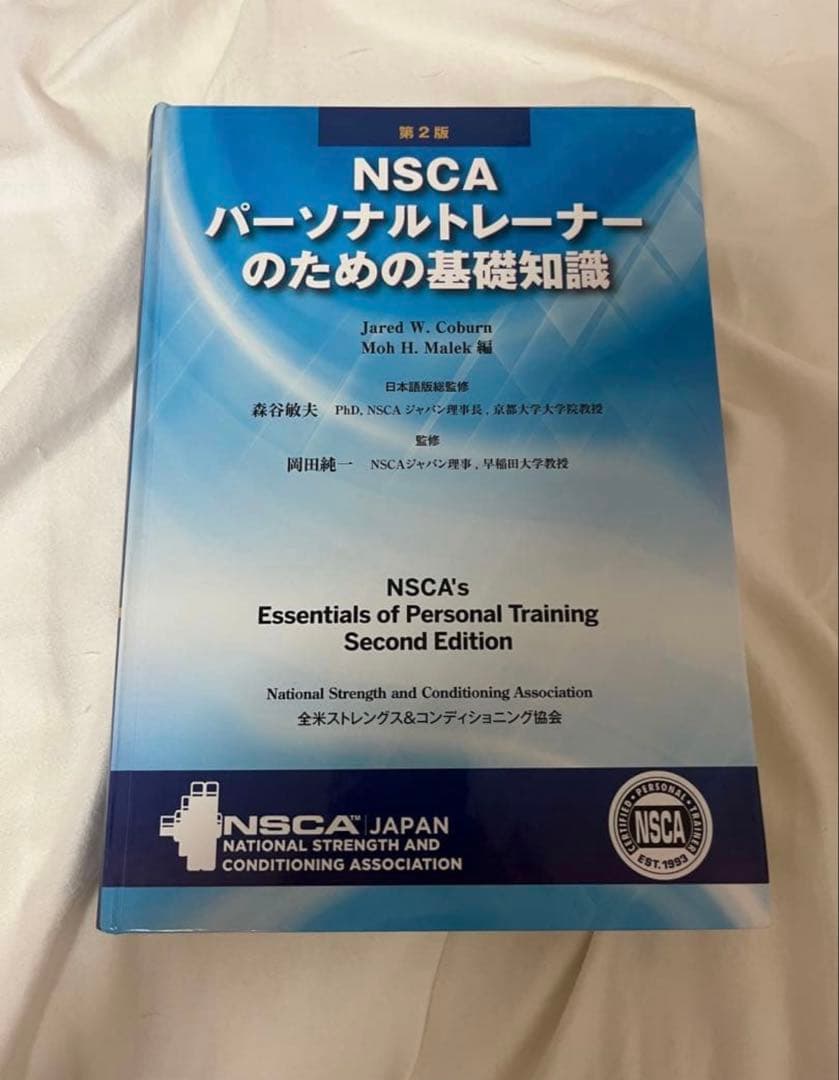 第2版
NSCA
パーソナルトレーナー
のための基礎知識
Jared W. Coburn
Moh H. Malek 編
日本語版総監修
森谷敏夫 PhD, NSCA ジャパン理事長, 京都大学大学院教授
監修
岡田純一 NSCAジャパン理事, 早稲田大学教授
NSCA's
Essentials of Personal Training
Second Edition
National Strength and Conditioning Association
全米ストレングス&コンディショニング協会
NSCA™ JAPAN
NATIONAL STRENGTH AND
CONDITIONING ASSOCIATION
CERTIFIED • PERSONAL • TRAINER
NSCA
EST. 1993